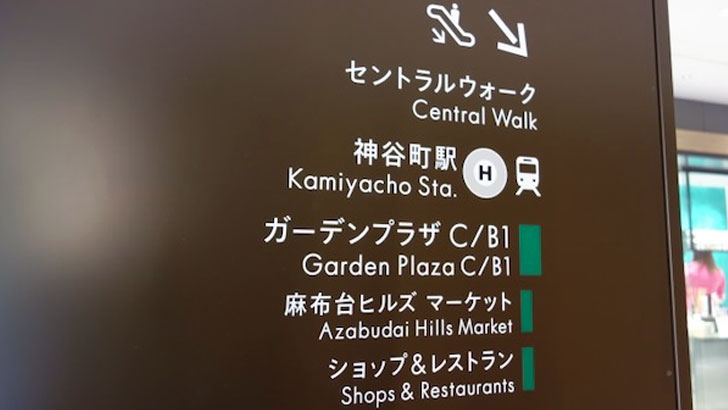 セントラルウォーク
Central Walk
神谷町駅 H
Kamiyacho Sta.
ガーデンプラザ C/B1
Garden Plaza C/B1
麻布台ヒルズ マーケット
Azabudai Hills Market
ショップ&レストラン
Shops & Restaurants